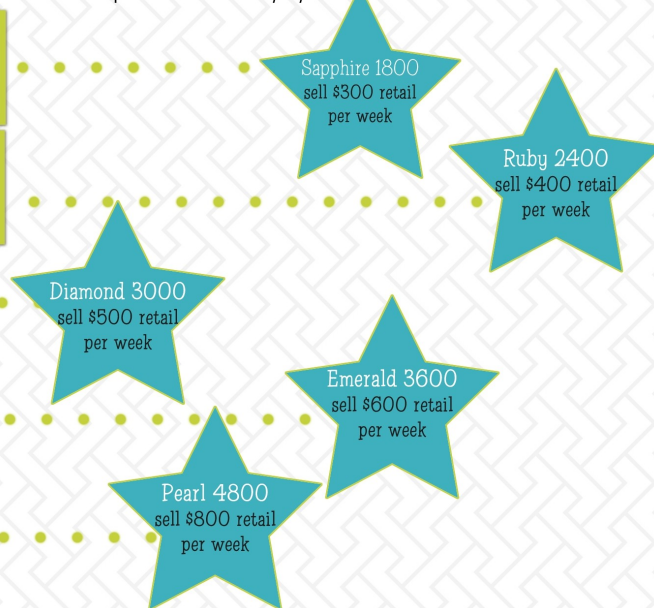 Sapphire 1800
sell $300 retail
per week
Ruby 2400
sell $400 retail
per week
Diamond 3000
sell $500 retail
per week
Emerald 3600
sell $600 retail
per week
Pearl 4800
sell $800 retail
per week